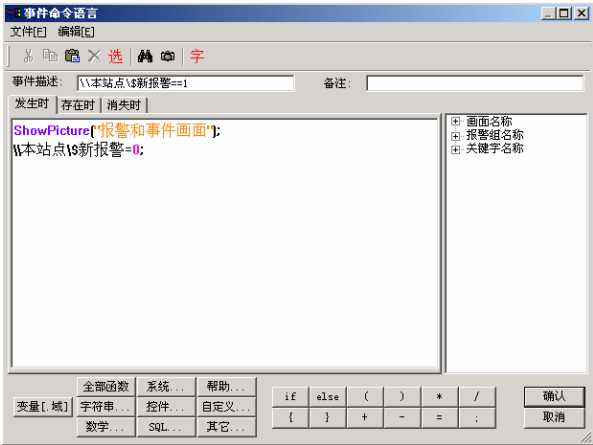 事件命令语言
文件[F] 编辑[E]
选 字
事件描述: \\本站点\$新报警==1 备注:
发生时 存在时 消失时
ShowPicture("报警和事件画面");
\\本站点\$新报警=0;
画面名称
报警组名称
关键字名称
全部函数 系统... 帮助...
变量[.域] 字符串... 控件... 自定义...
数学... SQL... 其它...
if else ( ) * / 确认
{ } + - = ; 取消